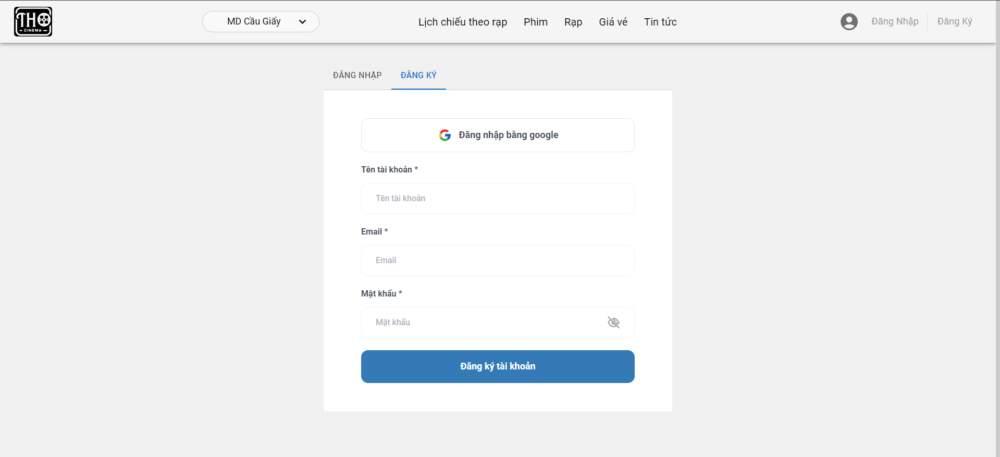 THO
CINEMA
MD Cầu Giấy
Lịch chiếu theo rạp
Phim
Rạp
Giá vé
Tin tức
Đăng Nhập
Đăng Ký
ĐĂNG NHẬP
ĐĂNG KÝ
Đăng nhập bằng google
Tên tài khoản *
Tên tài khoản
Email *
Email
Mật khẩu *
Mật khẩu
Đăng ký tài khoản